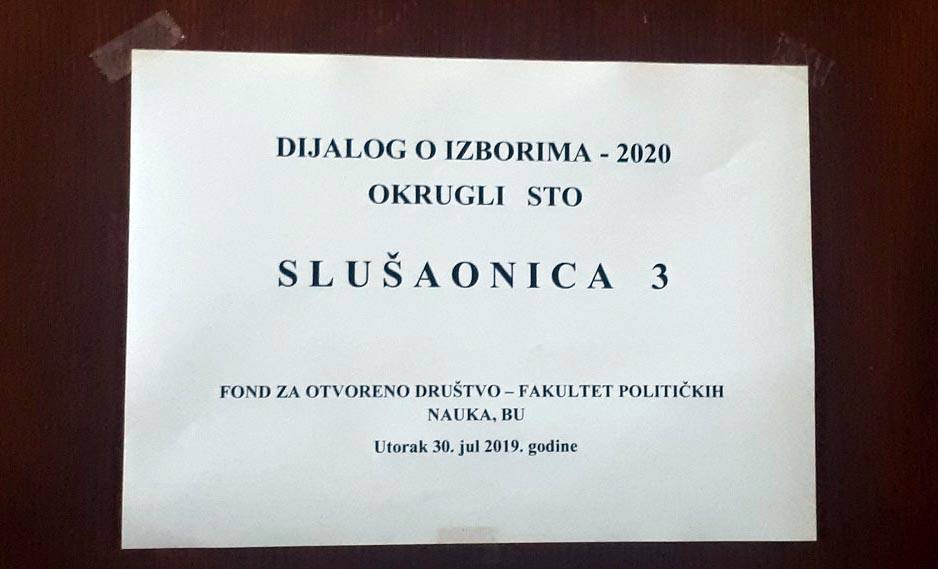 DIJALOG O IZBORIMA - 2020
OKRUGLI STO
SLUŠAONICA 3
FOND ZA OTVORENO DRUŠTVO – FAKULTET POLITIČKIH
NAUKA, BU
Utorak 30. jul 2019. godine